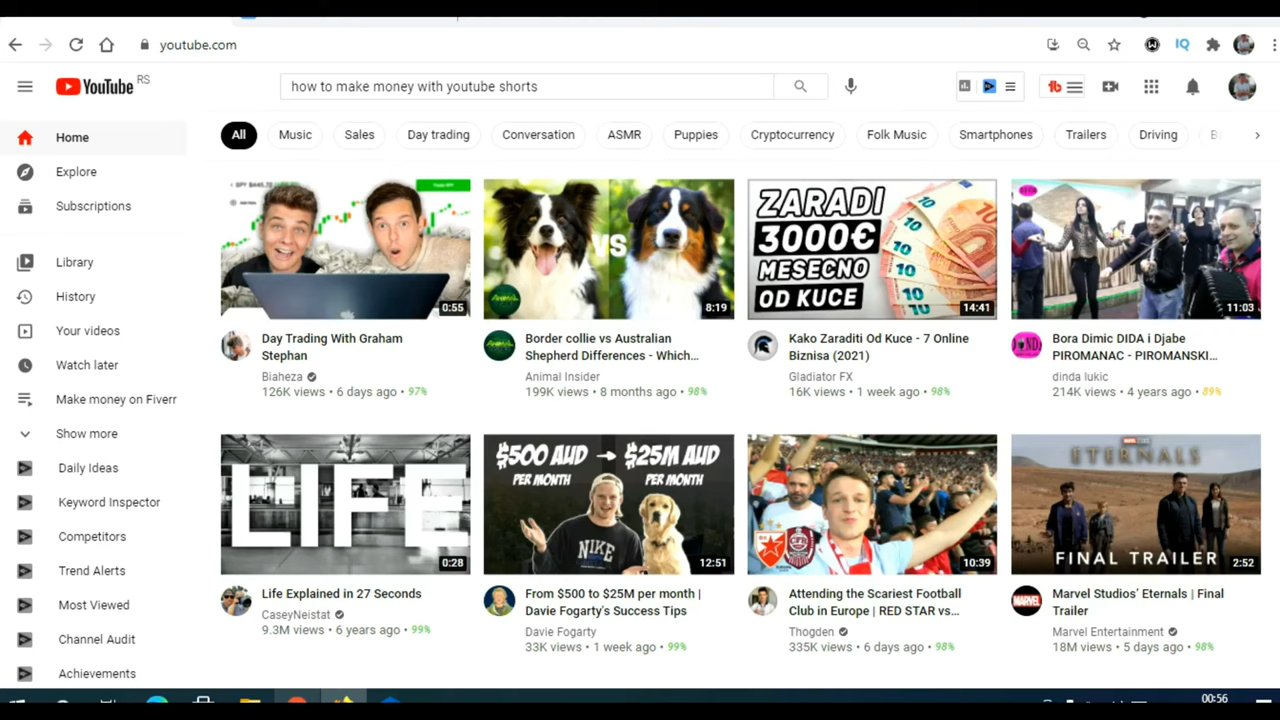 youtube.com
YouTube RS
how to make money with youtube shorts
All Music Sales Day trading Conversation ASMR Puppies Cryptocurrency Folk Music Smartphones Trailers Driving
Home
Explore
Subscriptions
Library
History
Your videos
Watch later
Make money on Fiverr
Show more
Daily Ideas
Keyword Inspector
Competitors
Trend Alerts
Most Viewed
Channel Audit
Achievements
0:55
Day Trading With Graham
Stephan
Biaheza
126K views • 6 days ago • 97%
VS
ANIMAL
8:19
Border collie vs Australian
Shepherd Differences - Which...
Animal Insider
199K views • 8 months ago • 98%
ZARADI
3000€
MESECNO
OD KUCE
14:41
Kako Zaraditi Od Kuce - 7 Online
Biznisa (2021)
Gladiator FX
16K views • 1 week ago • 98%
11:03
Bora Dimic DIDA i Djabe
PIROMANAC - PIROMANSKI...
dinda lukic
214K views • 4 years ago • 89%
LIFE
0:28
Life Explained in 27 Seconds
CaseyNeistat
9.3M views • 6 years ago • 99%
$500 AUD → $25M AUD
PER MONTH PER MONTH
NIKE
12:51
From $500 to $25M per month |
Davie Fogarty's Success Tips
Davie Fogarty
33K views • 1 week ago • 99%
10:39
Attending the Scariest Football
Club in Europe | RED STAR vs...
Thogden
335K views • 6 days ago • 98%
ETERNALS
FINAL TRAILER
2:52
MARVEL
Marvel Studios' Eternals | Final
Trailer
Marvel Entertainment
18M views • 5 days ago • 98%
00:56